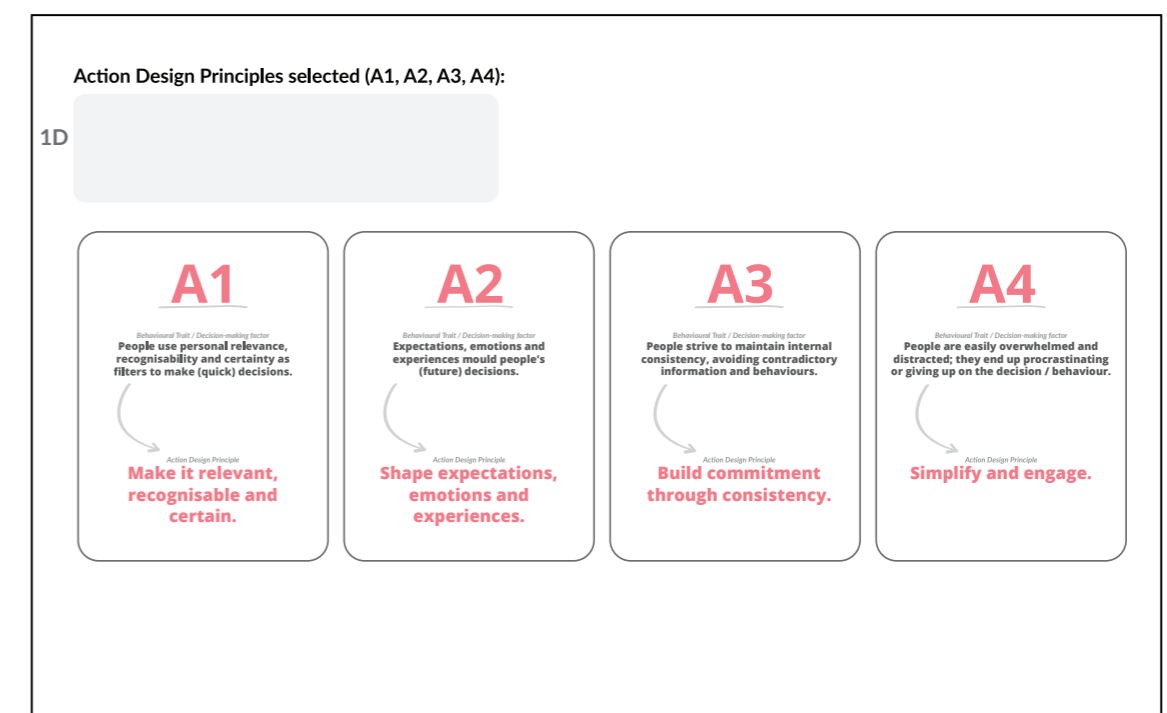 Action Design Principles selected (A1, A2, A3, A4):
1D
A1
Behavioural Trait / Decision-making factor
People use personal relevance,
recognisability and certainty as
filters to make (quick) decisions.
Action Design Principle
Make it relevant,
recognisable and
certain.
A2
Behavioural Trait / Decision-making factor
Expectations, emotions and
experiences mould people's
(future) decisions.
Action Design Principle
Shape expectations,
emotions and
experiences.
A3
Behavioural Trait / Decision-making factor
People strive to maintain internal
consistency, avoiding contradictory
information and behaviours.
Action Design Principle
Build commitment
through consistency.
A4
Behavioural Trait / Decision-making factor
People are easily overwhelmed and
distracted; they end up procrastinating
or giving up on the decision / behaviour.
Action Design Principle
Simplify and engage.